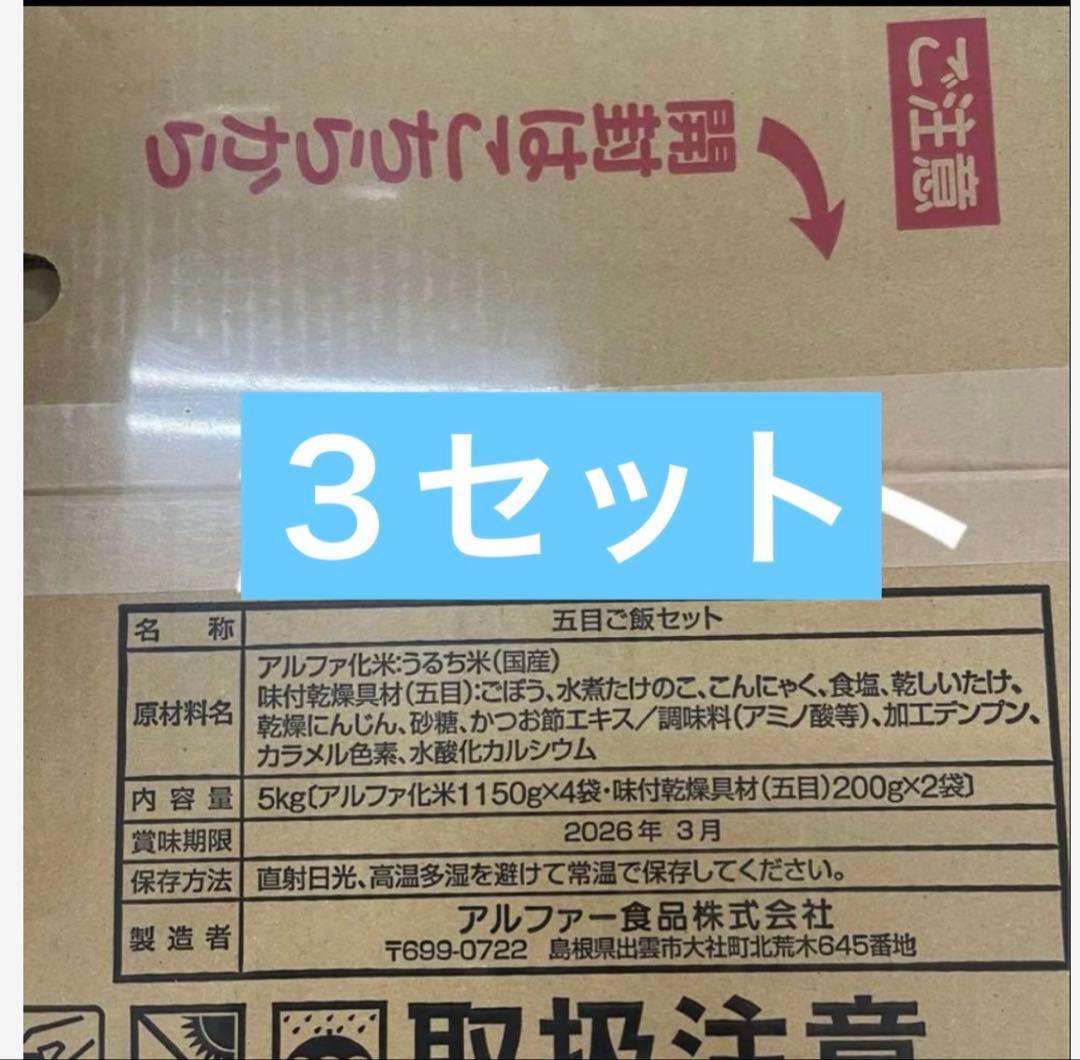 ご注意
開封はこちらから
3セット
名称 五目ご飯セット
原材料名 アルファ化米:うるち米(国産)
味付乾燥具材(五目):ごぼう、水煮たけのこ、こんにゃく、食塩、乾しいたけ、
乾燥にんじん、砂糖、かつお節エキス/調味料(アミノ酸等)、加工デンプン、
カラメル色素、水酸化カルシウム
内容量 5kg〔アルファ化米1150g×4袋・味付乾燥具材(五目)200g×2袋〕
賞味期限 2026年 3月
保存方法 直射日光、高温多湿を避けて常温で保存してください。
製造者 アルファー食品株式会社
〒699-0722 島根県出雲市大社町北荒木645番地
取扱注意